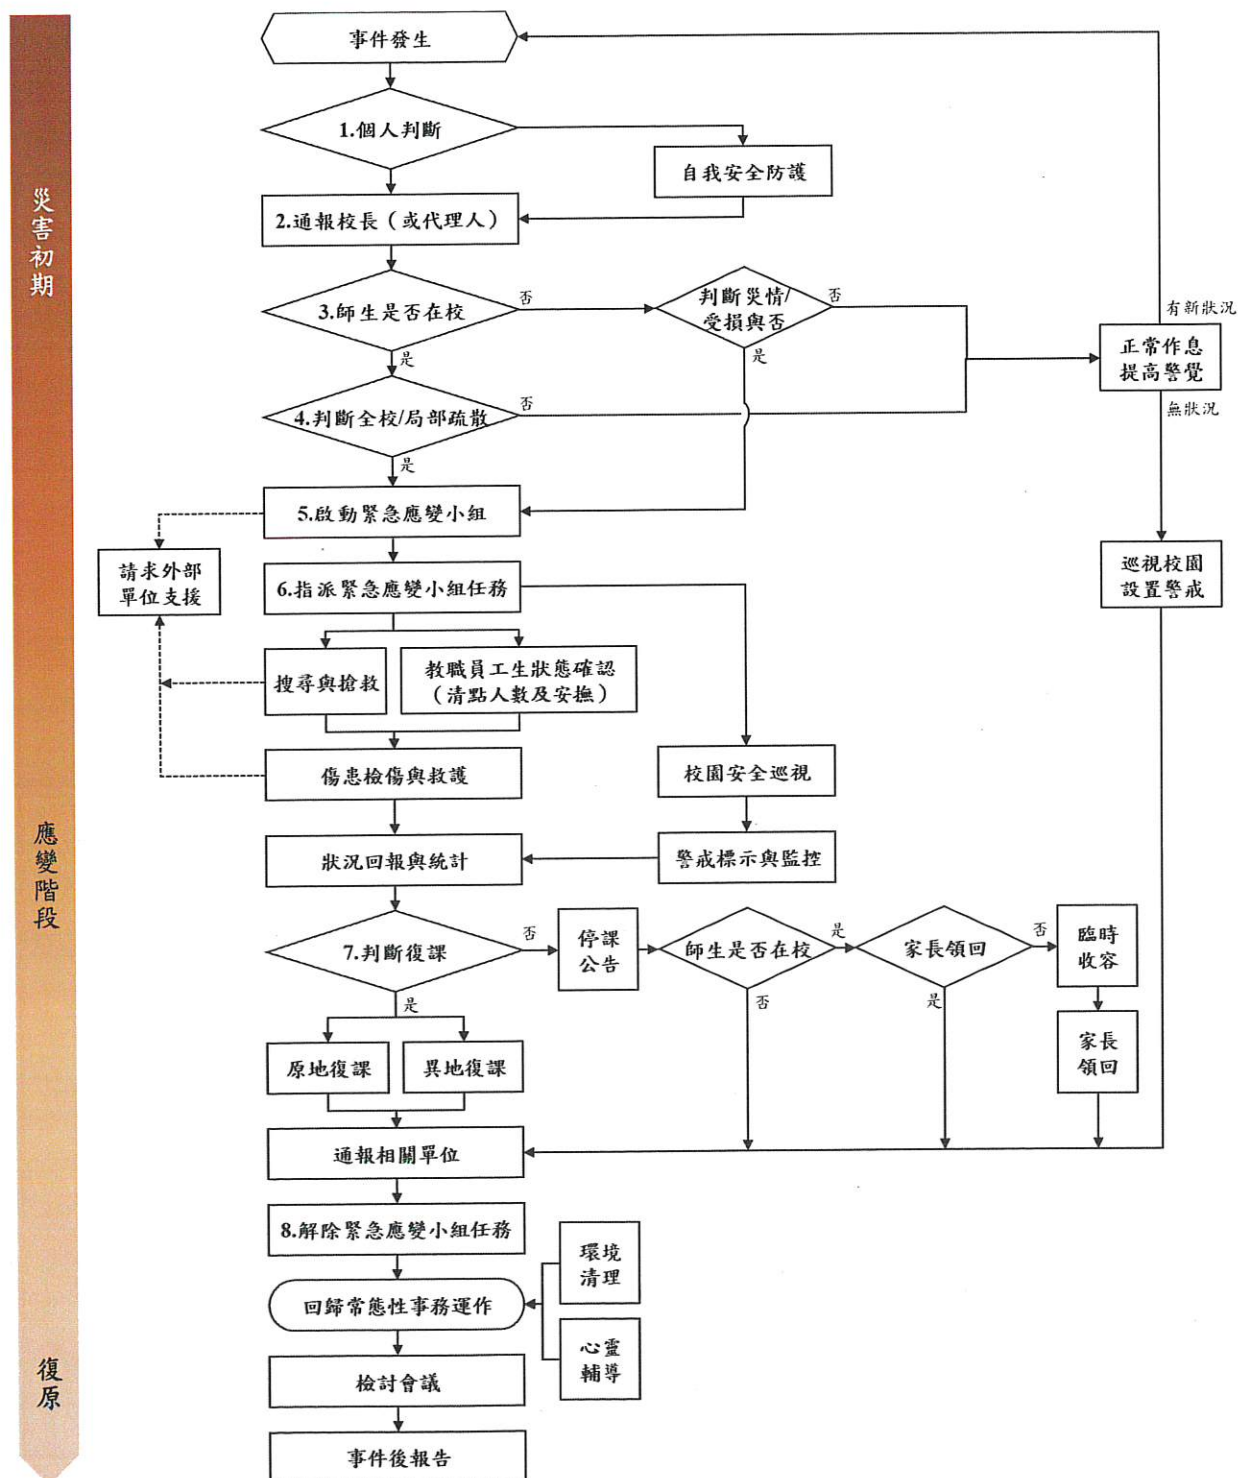 災害初期
應變階段
復原
事件發生
1.個人判斷
自我安全防護
2.通報校長（或代理人）
3.師生是否在校
否
是
判斷災情/
受損與否
否
是
有新狀況
正常作息
提高警覺
無狀況
4.判斷全校/局部疏散
否
是
5.啟動緊急應變小組
請求外部
單位支援
巡視校園
設置警戒
6.指派緊急應變小組任務
搜尋與搶救
教職員工生狀態確認
（清點人數及安撫）
傷患檢傷與救護
校園安全巡視
狀況回報與統計
警戒標示與監控
7.判斷復課
否
是
停課
公告
師生是否在校
是
否
家長領回
否
是
臨時
收容
家長
領回
原地復課
異地復課
通報相關單位
8.解除緊急應變小組任務
環境
清理
回歸常態性事務運作
心靈
輔導
檢討會議
事件後報告